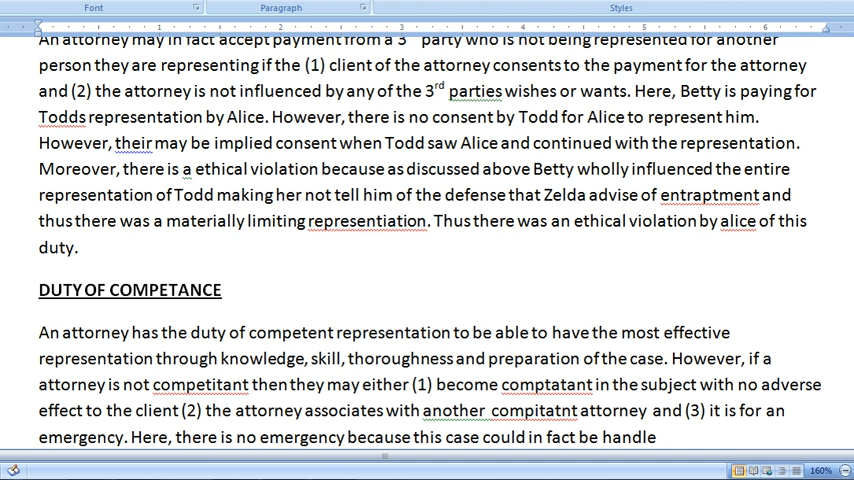 Font Paragraph Styles
1 2 3 4 5 6
An attorney may in fact accept payment from a 3 party who is not being represented for another
person they are representing if the (1) client of the attorney consents to the payment for the attorney
and (2) the attorney is not influenced by any of the 3rd parties wishes or wants. Here, Betty is paying for
Todds representation by Alice. However, there is no consent by Todd for Alice to represent him.
However, their may be implied consent when Todd saw Alice and continued with the representation.
Moreover, there is a ethical violation because as discussed above Betty wholly influenced the entire
representation of Todd making her not tell him of the defense that Zelda advise of entraptment and
thus there was a materially limiting representiation. Thus there was an ethical violation by alice of this
duty.
DUTY OF COMPETANCE
An attorney has the duty of competent representation to be able to have the most effective
representation through knowledge, skill, thoroughness and preparation of the case. However, if a
attorney is not competitant then they may either (1) become comptatant in the subject with no adverse
effect to the client (2) the attorney associates with another compitatnt attorney and (3) it is for an
emergency. Here, there is no emergency because this case could in fact be handle
160%